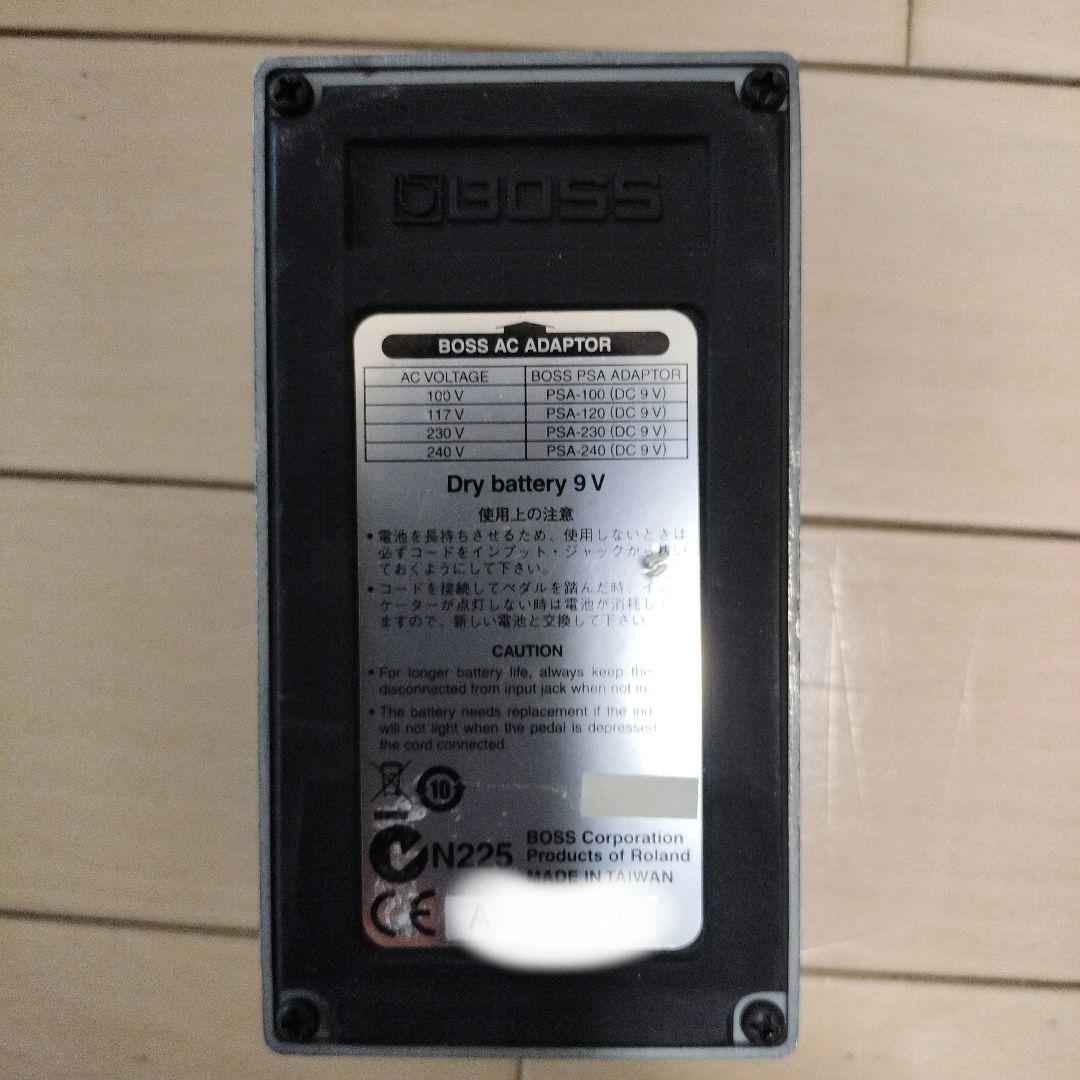 BOSS
BOSS AC ADAPTOR
AC VOLTAGE BOSS PSA ADAPTOR
100 V PSA-100 (DC 9 V)
117 V PSA-120 (DC 9 V)
230 V PSA-230 (DC 9 V)
240 V PSA-240 (DC 9 V)
Dry battery 9 V
使用上の注意
• 電池を長持ちさせるため、使用しないときは
必ずコードをインプット・ジャックから抜い
ておくようにして下さい。
• コードを接続してペダルを踏んだ時、イン
ケーターが点灯しない時は電池が消耗して
ますので、新しい電池と交換して下さい。
CAUTION
• For longer battery life, always keep the
disconnected from input jack when not in
• The battery needs replacement if the ind
will not light when the pedal is depressed
the cord connected.
10
N225
BOSS Corporation
Products of Roland
MADE IN TAIWAN
CE